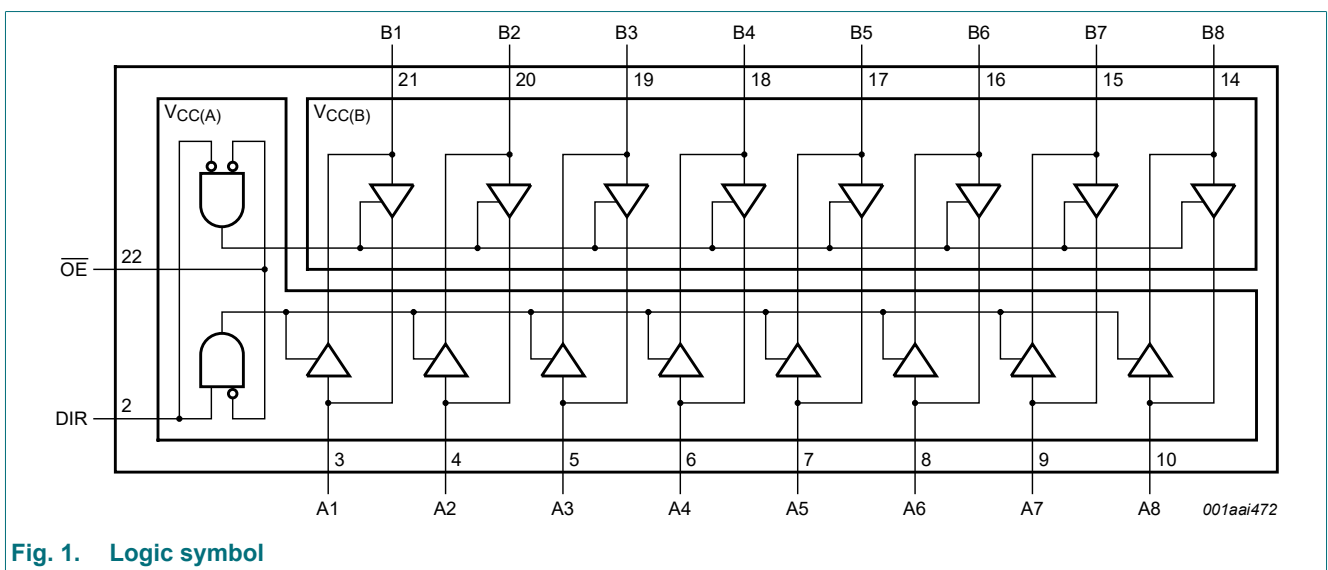 B1 B2 B3 B4 B5 B6 B7 B8
21 20 19 18 17 16 15 14
VCC(A) VCC(B)
OE 22
DIR 2
3 4 5 6 7 8 9 10
A1 A2 A3 A4 A5 A6 A7 A8 001aai472
Fig. 1. Logic symbol